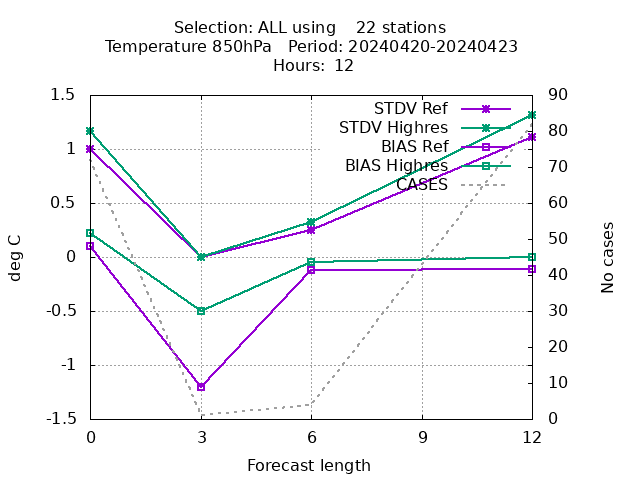 Selection: ALL using    22 stations
Temperature 850hPa   Period: 20240420-20240423
Hours:  12
STDV Ref
STDV Highres
BIAS Ref
BIAS Highres
CASES
1.5
1
0.5
0
-0.5
-1
-1.5
deg C
90
80
70
60
50
40
30
20
10
0
No cases
0 3 6 9 12
Forecast length